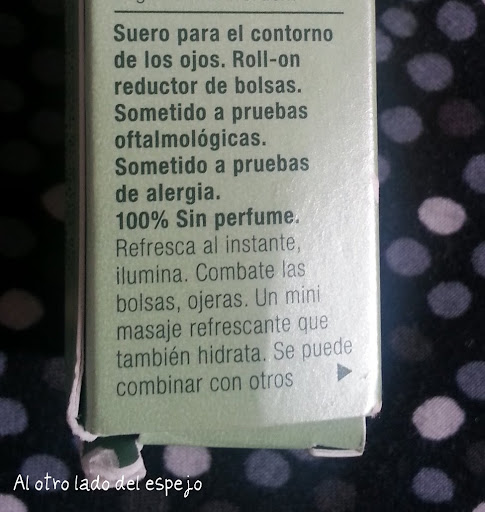 Suero para el contorno
de los ojos. Roll-on
reductor de bolsas.
Sometido a pruebas
oftalmológicas.
Sometido a pruebas
de alergia.
100% Sin perfume.
Refresca al instante,
ilumina. Combate las
bolsas, ojeras. Un mini
masaje refrescante que
también hidrata. Se puede
combinar con otros
Al otro lado del espejo